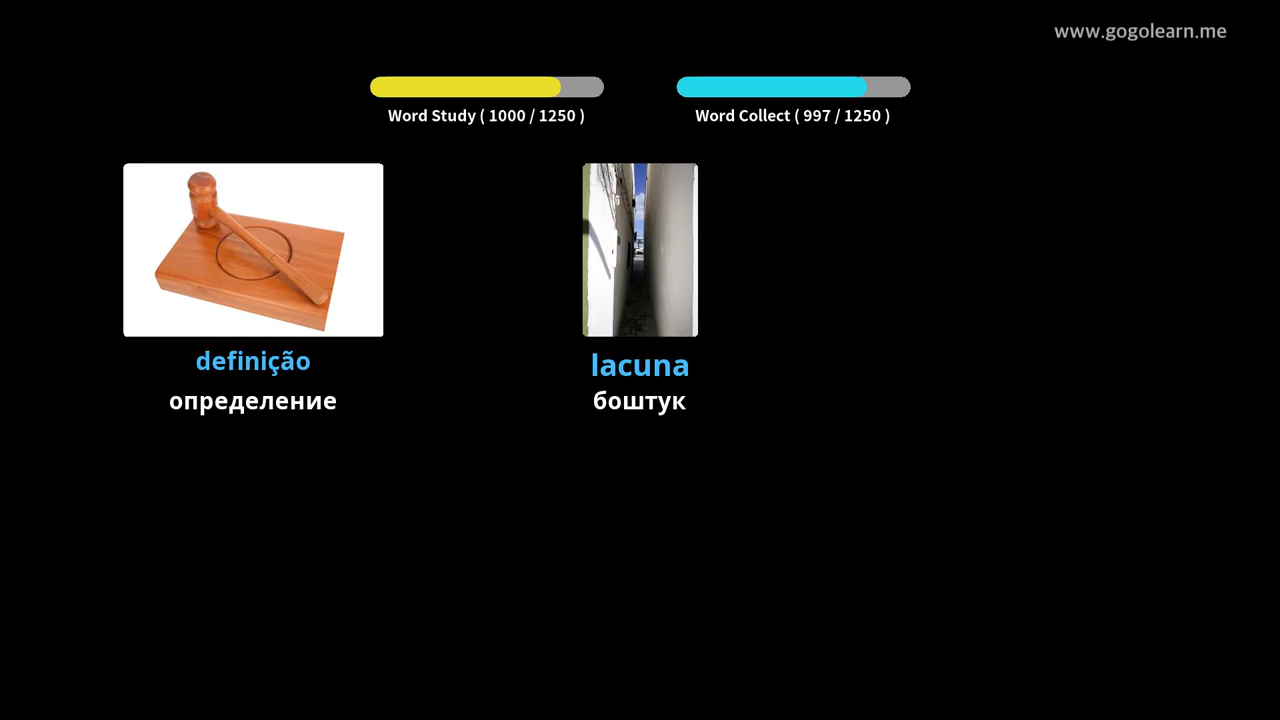 www.gogolearn.me
Word Study ( 1000 / 1250 )
Word Collect ( 997 / 1250 )
definição
определение
lacuna
боштук